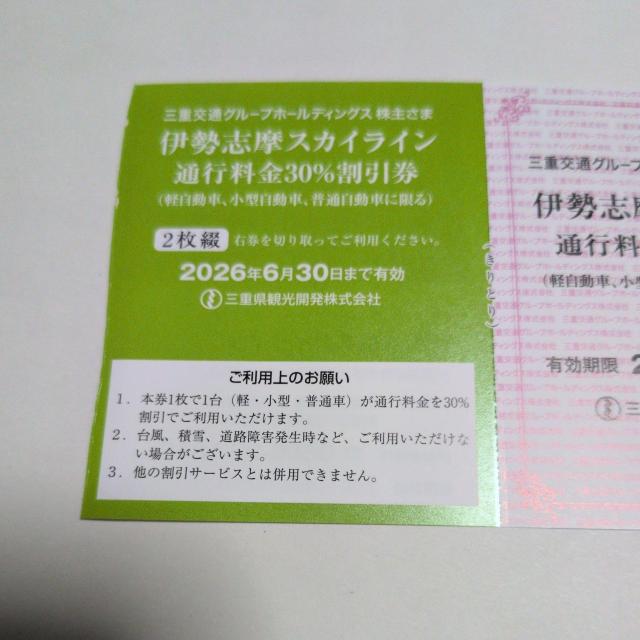 三重交通グループホールディングス 株主さま
伊勢志摩スカイライン
通行料金30%割引券
(軽自動車、小型自動車、普通自動車に限る)
2枚綴 右券を切り取ってご利用ください。
2026年6月30日まで有効
三重県観光開発株式会社
ご利用上のお願い
1．本券1枚で1台（軽・小型・普通車）が通行料金を30%
割引でご利用いただけます。
2．台風、積雪、道路障害発生時など、ご利用いただけな
い場合がございます。
3．他の割引サービスとは併用できません。
(きりとり)
三重交通グルー
伊勢志
通行料
(軽自動車、小
有効期限 2
三